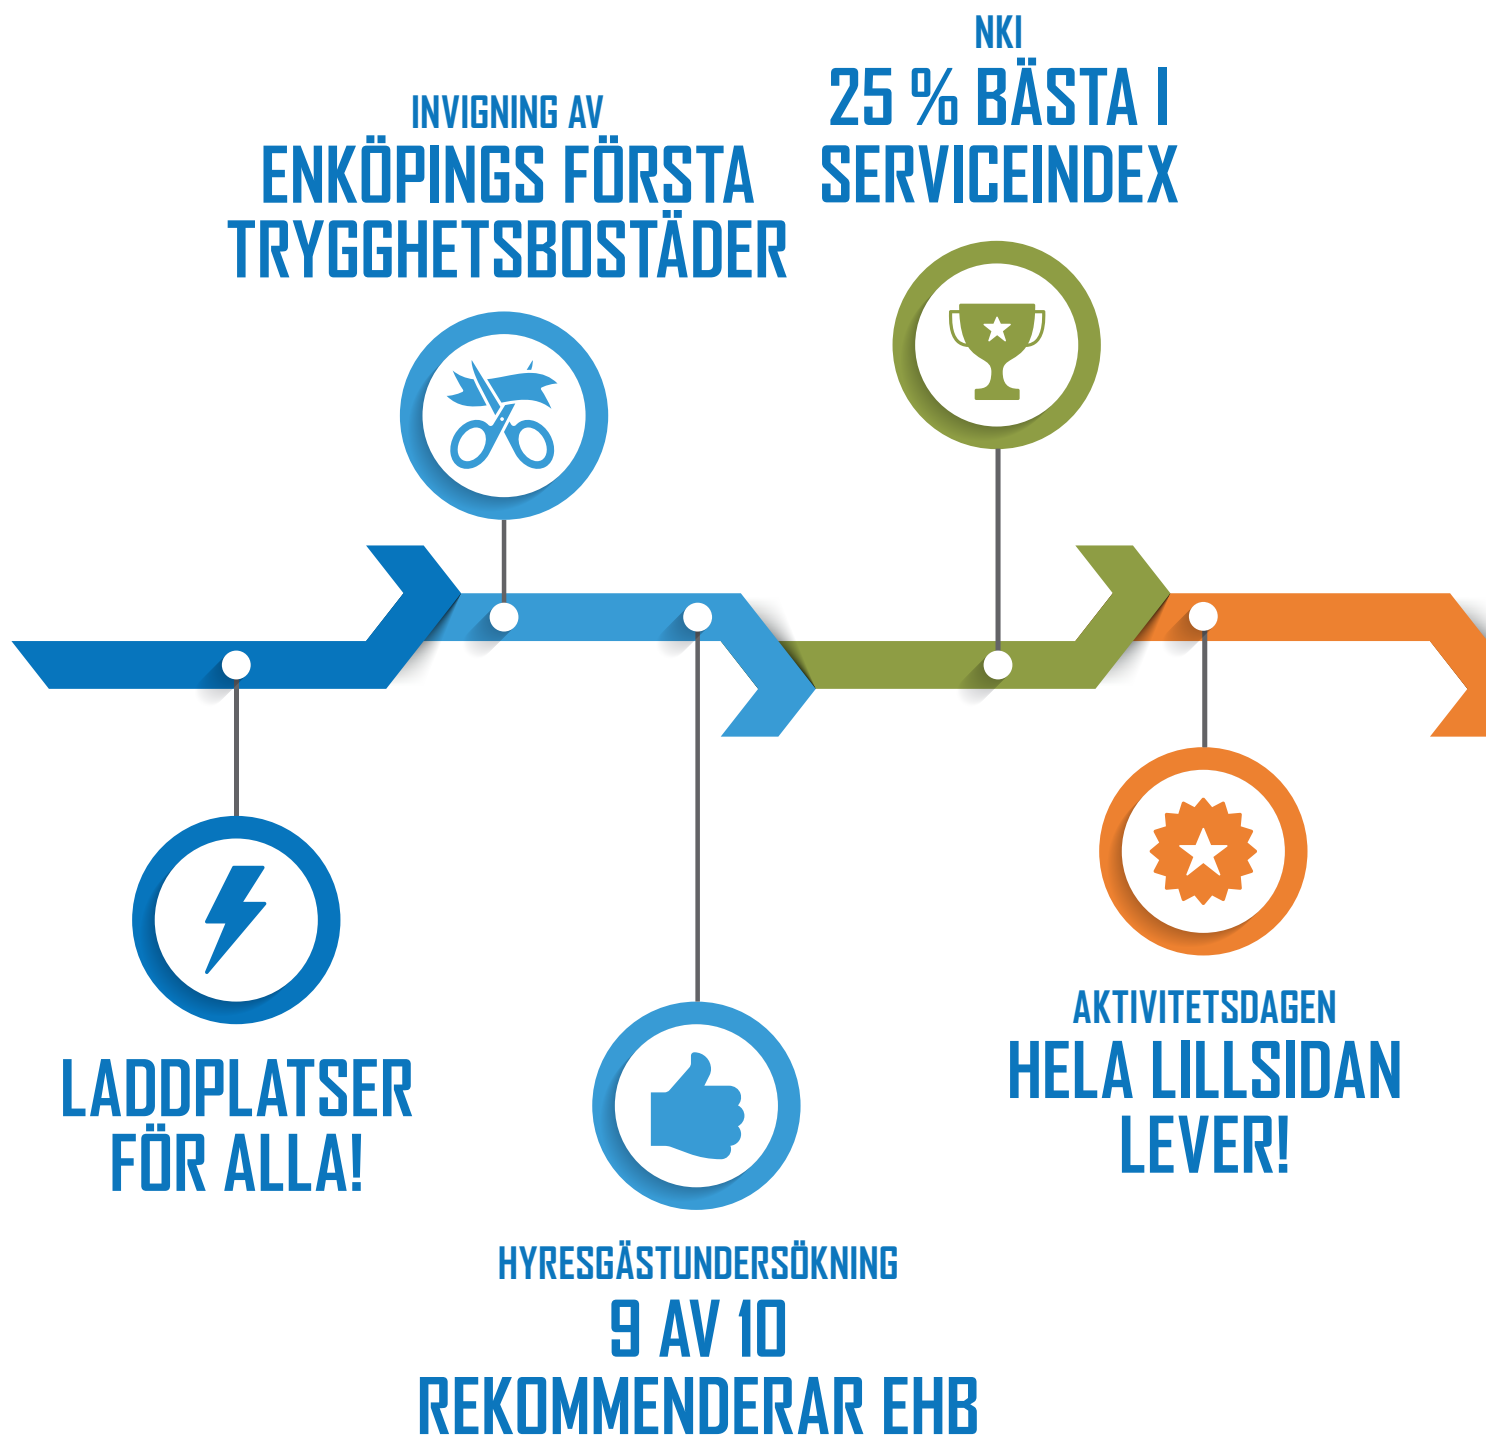 INVIGNING AV
ENKÖPINGS FÖRSTA
TRYGGHETSBOSTÄDER
NKI
25 % BÄSTA I
SERVICEINDEX
LADDPLATSER
FÖR ALLA!
HYRESGÄSTUNDERSÖKNING
9 AV 10
REKOMMENDERAR EHB
AKTIVITETSDAGEN
HELA LILLSIDAN
LEVER!